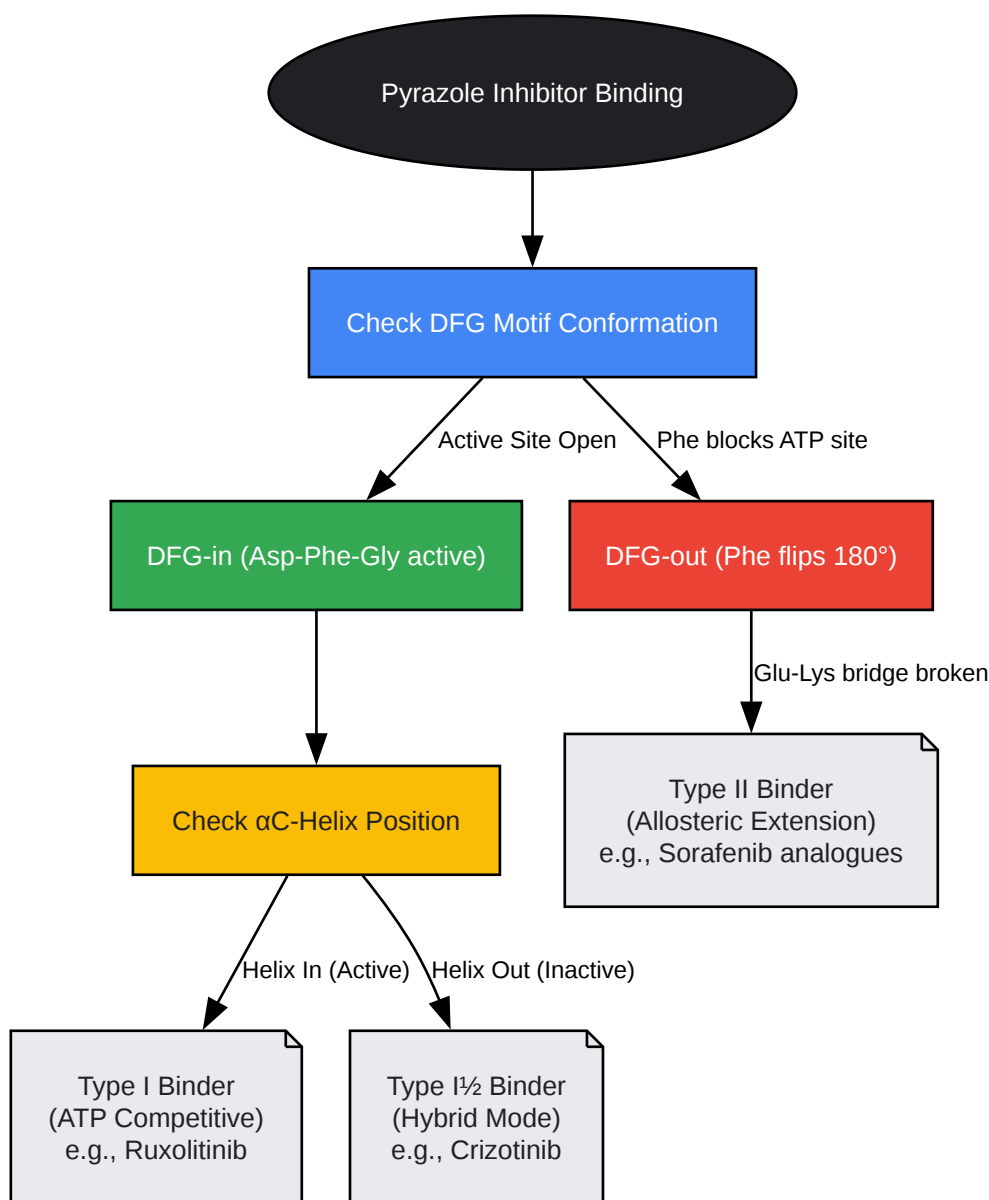 Pyrazole Inhibitor Binding
Check DFG Motif Conformation
Active Site Open
Phe blocks ATP site
DFG-in (Asp-Phe-Gly active)
DFG-out (Phe flips 180°)
Glu-Lys bridge broken
Type II Binder
(Allosteric Extension)
e.g., Sorafenib analogues
Check αC-Helix Position
Helix In (Active)
Helix Out (Inactive)
Type I Binder
(ATP Competitive)
e.g., Ruxolitinib
Type I½ Binder
(Hybrid Mode)
e.g., Crizotinib